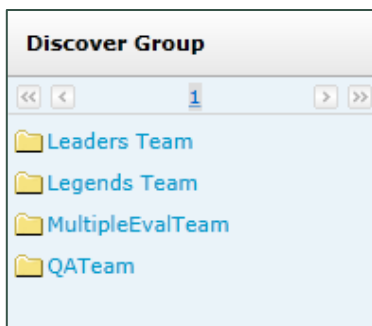 Discover Group
1
Leaders Team
Legends Team
MultipleEvalTeam
QATeam